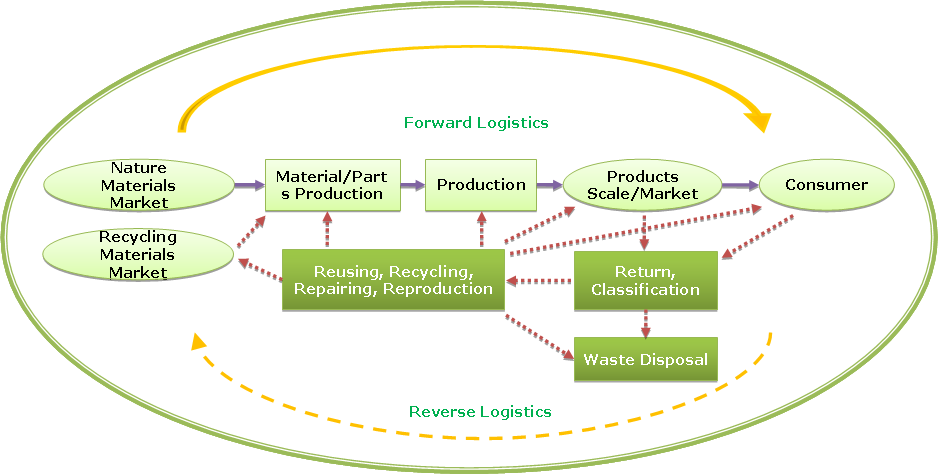 Forward Logistics
Nature
Materials
Market
Material/Part
s Production
Production
Products
Scale/Market
Consumer
Recycling
Materials
Market
Reusing, Recycling,
Repairing, Reproduction
Return,
Classification
Waste Disposal
Reverse Logistics